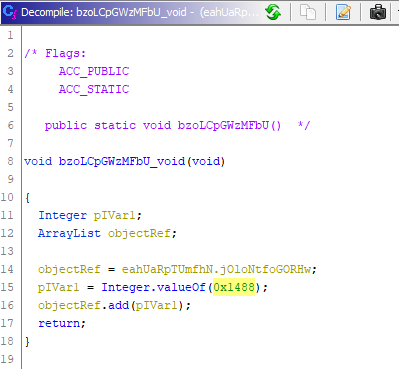 Decompile: bzoLCpGWzMFbU_void - (eahUaRp
1
2 /* Flags:
3 ACC_PUBLIC
4 ACC_STATIC
5
6 public static void bzoLCpGWzMFbU() */
7
8 void bzoLCpGWzMFbU_void(void)
9
10 {
11 Integer pIVar1;
12 ArrayList objectRef;
13
14 objectRef = eahUaRpTUmfhN.jOloNtfoGORHw;
15 pIVar1 = Integer.valueOf(0x1488);
16 objectRef.add(pIVar1);
17 return;
18 }
19